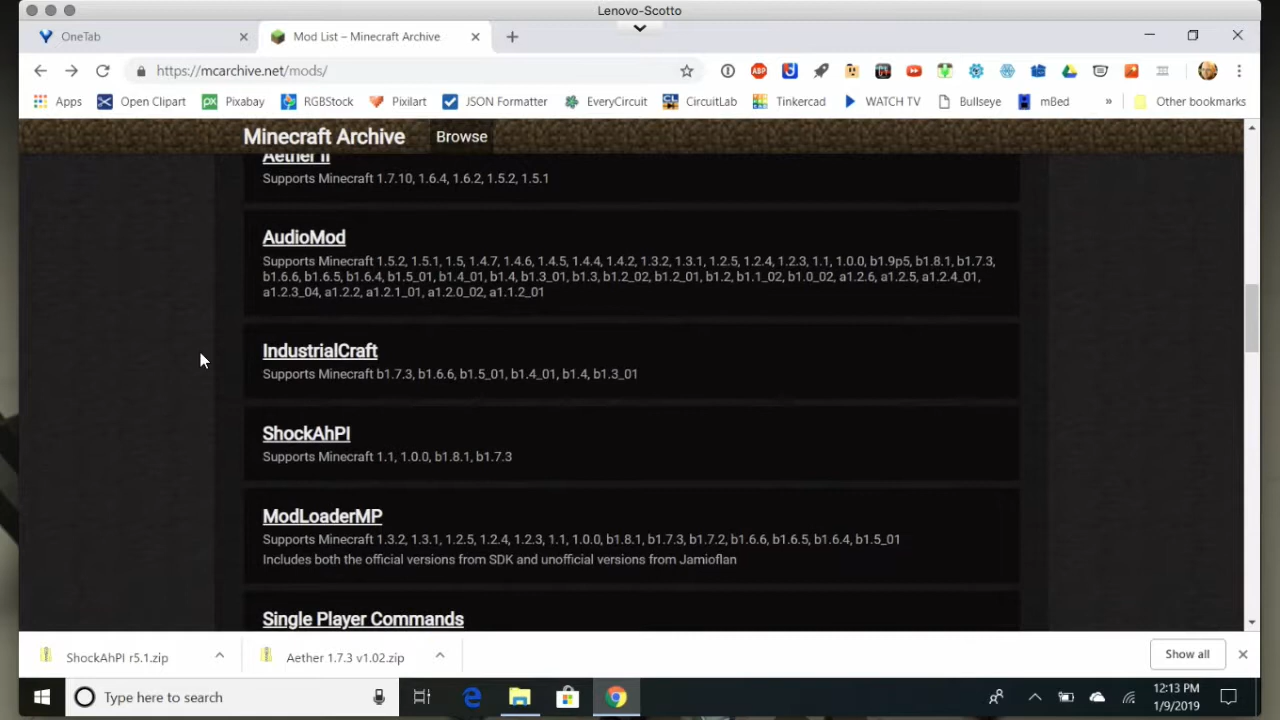 Lenovo-Scotto
OneTab
Mod List – Minecraft Archive
https://mcarchive.net/mods/
ABP
Apps
Open Clipart
px
Pixabay
RGBStock
Pixilart
JSON Formatter
EveryCircuit
CL
CircuitLab
Tinkercad
WATCH TV
Bullseye
mBed
»
Other bookmarks
Minecraft Archive
Browse
Aether II
Supports Minecraft 1.7.10, 1.6.4, 1.6.2, 1.5.2, 1.5.1
AudioMod
Supports Minecraft 1.5.2, 1.5.1, 1.5, 1.4.7, 1.4.6, 1.4.5, 1.4.4, 1.4.2, 1.3.2, 1.3.1, 1.2.5, 1.2.4, 1.2.3, 1.1, 1.0.0, b1.9p5, b1.8.1, b1.7.3,
b1.6.6, b1.6.5, b1.6.4, b1.5_01, b1.4_01, b1.4, b1.3_01, b1.3, b1.2_02, b1.2_01, b1.2, b1.1_02, b1.0_02, a1.2.6, a1.2.5, a1.2.4_01,
a1.2.3_04, a1.2.2, a1.2.1_01, a1.2.0_02, a1.1.2_01
IndustrialCraft
Supports Minecraft b1.7.3, b1.6.6, b1.5_01, b1.4_01, b1.4, b1.3_01
ShockAhPI
Supports Minecraft 1.1, 1.0.0, b1.8.1, b1.7.3
ModLoaderMP
Supports Minecraft 1.3.2, 1.3.1, 1.2.5, 1.2.4, 1.2.3, 1.1, 1.0.0, b1.8.1, b1.7.3, b1.7.2, b1.6.6, b1.6.5, b1.6.4, b1.5_01
Includes both the official versions from SDK and unofficial versions from Jamioflan
Single Player Commands
ShockAhPI r5.1.zip
Aether 1.7.3 v1.02.zip
Show all
Type here to search
12:13 PM
1/9/2019